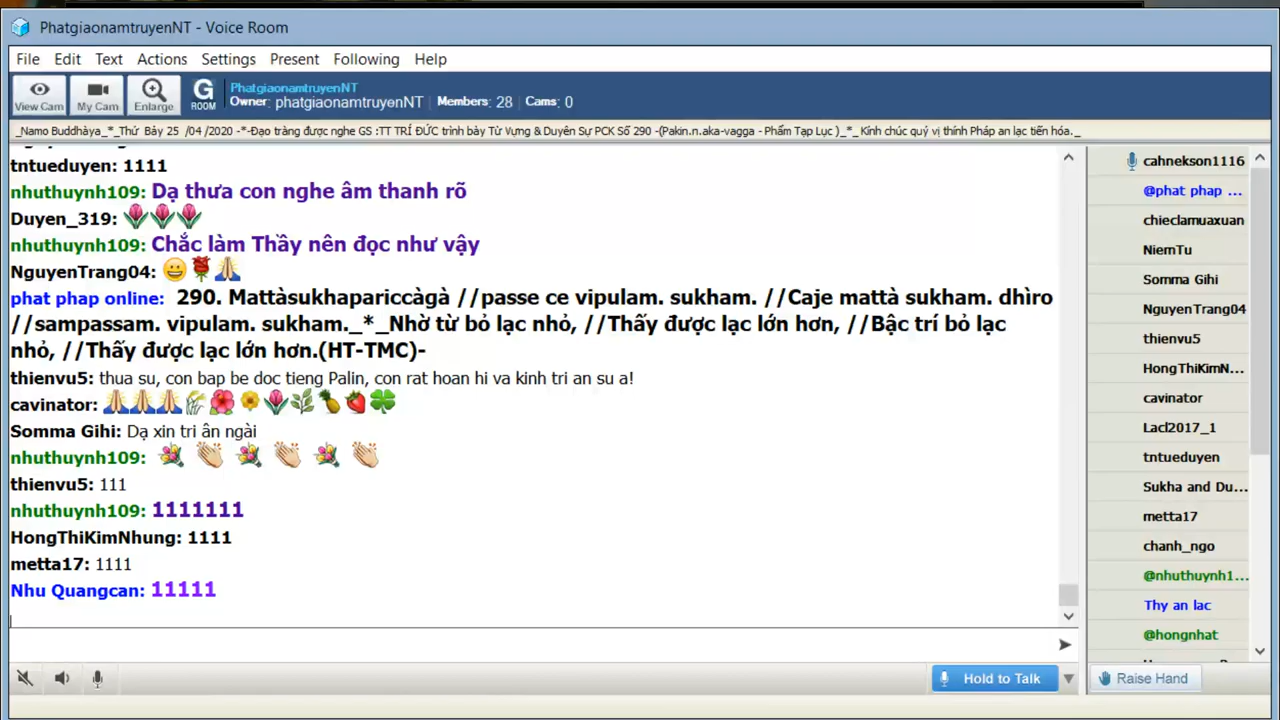 PhatgiaonamtruyenNT - Voice Room
File Edit Text Actions Settings Present Following Help
View Cam My Cam Enlarge G ROOM
PhatgiaonamtruyenNT
Owner: phatgiaonamtruyenNT Members: 28 Cams: 0
_Namo Buddhàya_*_Thứ Bảy 25 /04 /2020 -*-Đạo tràng được nghe GS :TT TRÍ ĐỨC trình bày Từ Vựng & Duyên Sự PCK Số 290 -(Pakin.n.aka-vagga - Phẩm Tạp Lục )_*_ Kính chúc quý vị thính Pháp an lạc tiến hóa._
tntueduyen: 1111
nhuthuynh109: Dạ thưa con nghe âm thanh rõ
Duyen_319: 🌷🌷🌷
nhuthuynh109: Chắc làm Thầy nên đọc như vậy
NguyenTrang04: 😀🌹🙏
phat phap online: 290. Mattàsukhapariccàgà //passe ce vipulam. sukham. //Caje mattà sukham. dhìro
//sampassam. vipulam. sukham._*_Nhờ từ bỏ lạc nhỏ, //Thấy được lạc lớn hơn, //Bậc trí bỏ lạc
nhỏ, //Thấy được lạc lớn hơn.(HT-TMC)-
thienvu5: thua su, con bap be doc tieng Palin, con rat hoan hi va kinh tri an su a!
cavinator: 🙏🙏🙏🌾🌺🌼🌷🌿🍍🍓🍀
Somma Gihi: Dạ xin tri ân ngài
nhuthuynh109: 💐 👏 💐 👏 💐 👏
thienvu5: 111
nhuthuynh109: 1111111
HongThiKimNhung: 1111
metta17: 1111
Nhu Quangcan: 11111
Hold to Talk
cahnekson1116
@phat phap ...
chieclamuaxuan
NiemTu
Somma Gihi
NguyenTrang04
thienvu5
HongThiKimN...
cavinator
Lacl2017_1
tntueduyen
Sukha and Du...
metta17
chanh_ngo
@nhuthuynh1...
Thy an lac
@hongnhat
Raise Hand